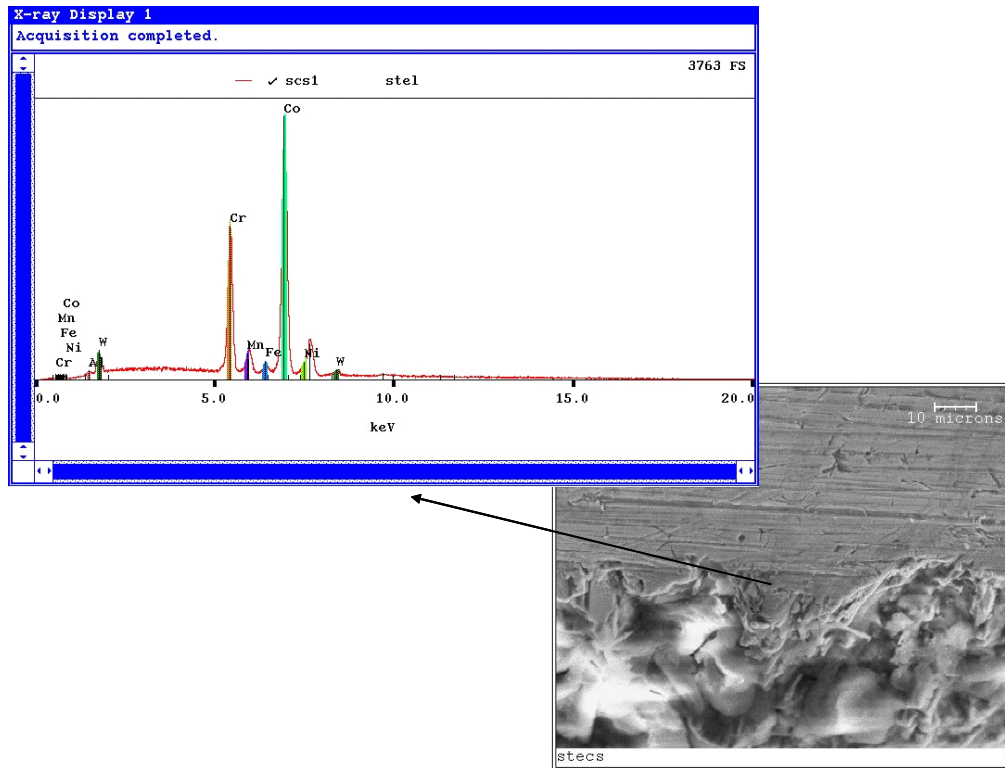 X-ray Display 1
Acquisition completed.
3763 FS
scs1 stel
Co
Cr
Co
Mn
Fe
Ni
Cr A W
Mn Fe Ni W
0.0 5.0 10.0 15.0 20.0
keV
10 microns
stecs